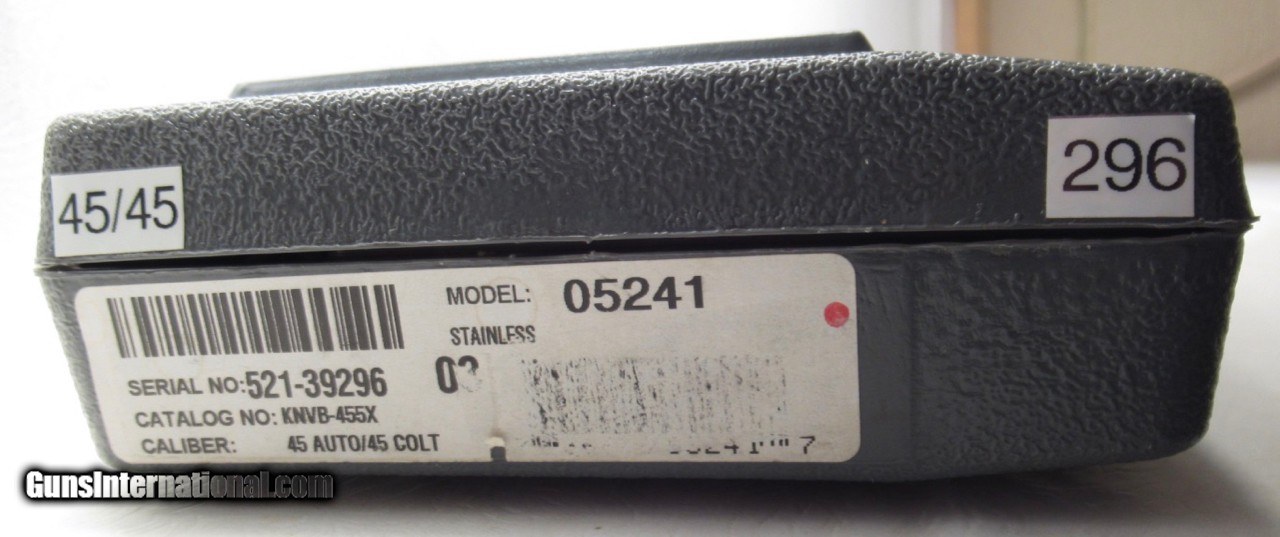 45/45
296
MODEL: 05241
STAINLESS
SERIAL NO: 521-39296
CATALOG NO: KNVB-455X
CALIBER: 45 AUTO/45 COLT
GunsInternational.com